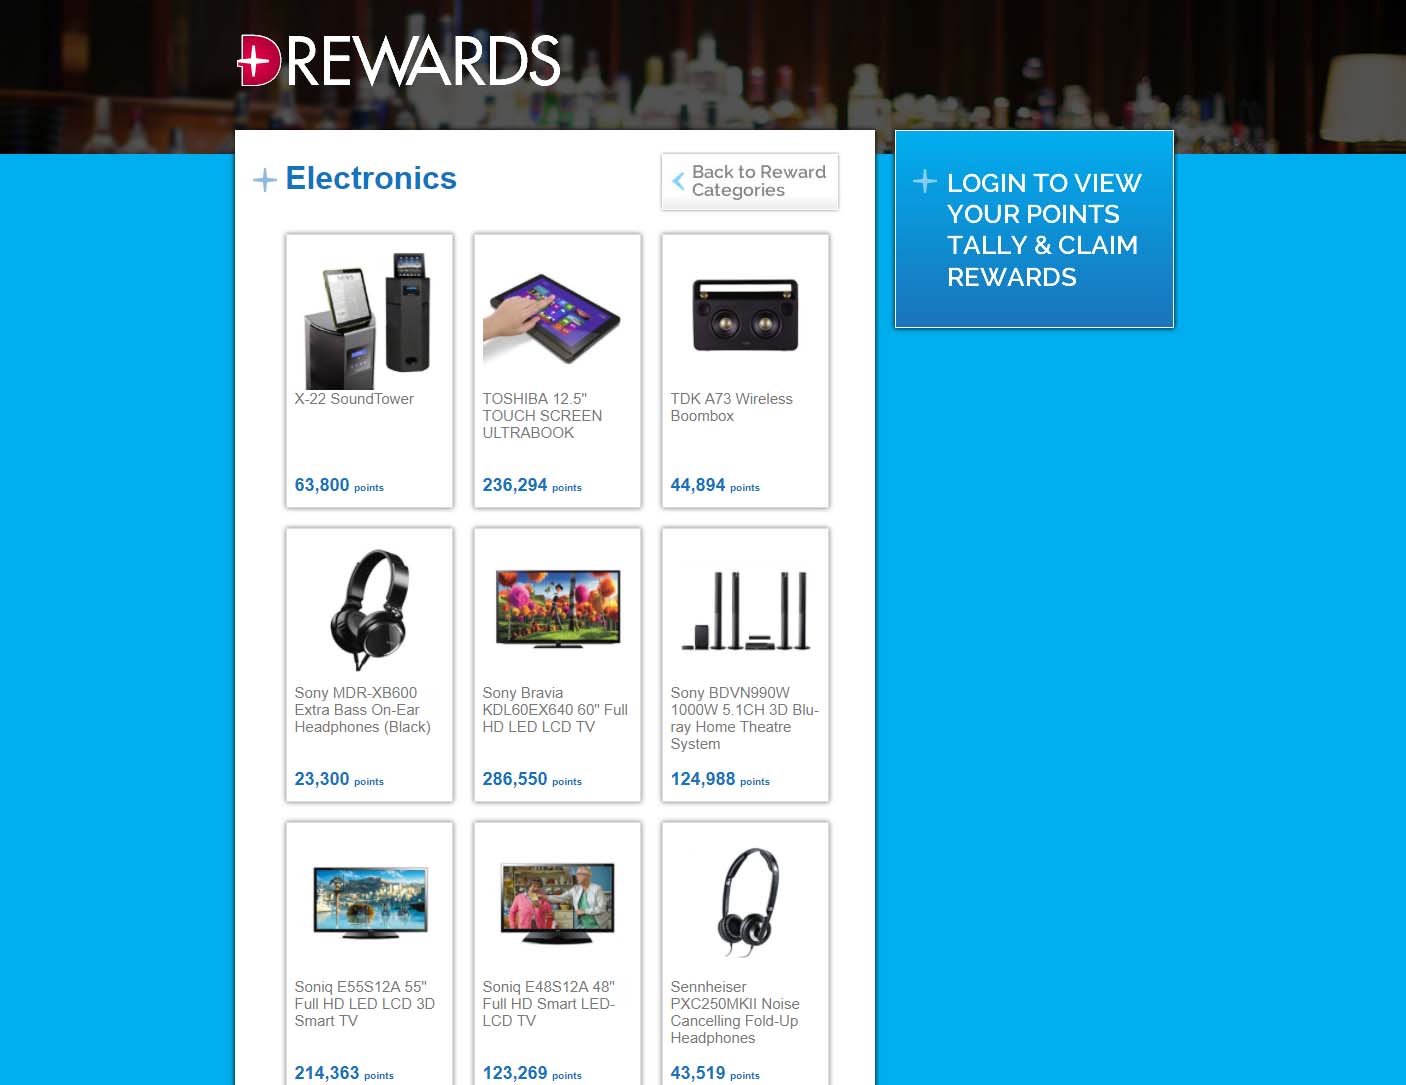 DREWARDS
Electronics
Back to Reward
Categories
LOGIN TO VIEW
YOUR POINTS
TALLY & CLAIM
REWARDS
X-22 SoundTower
63,800 points
TOSHIBA 12.5"
TOUCH SCREEN
ULTRABOOK
236,294 points
TDK A73 Wireless
Boombox
44,894 points
Sony MDR-XB600
Extra Bass On-Ear
Headphones (Black)
23,300 points
Sony Bravia
KDL60EX640 60" Full
HD LED LCD TV
286,550 points
Sony BDVN990W
1000W 5.1CH 3D Blu-
ray Home Theatre
System
124,988 points
Soniq E55S12A 55"
Full HD LED LCD 3D
Smart TV
214,363 points
Soniq E48S12A 48"
Full HD Smart LED-
LCD TV
123,269 points
Sennheiser
PXC250MKII Noise
Cancelling Fold-Up
Headphones
43,519 points